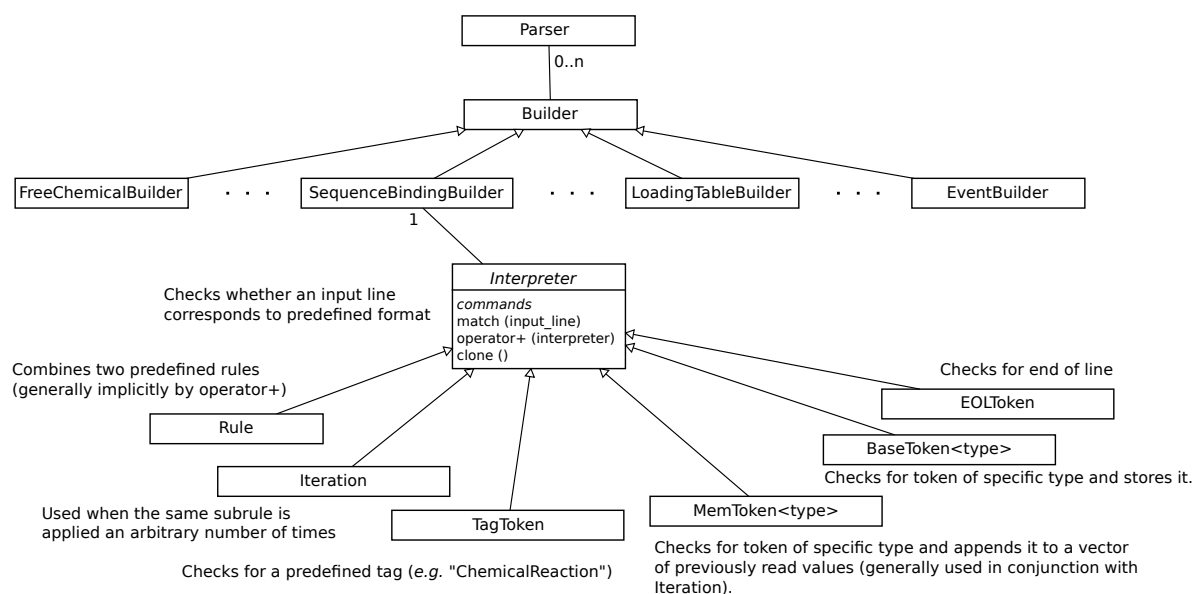 Parser
0..n
Builder
FreeChemicalBuilder
. . .
SequenceBindingBuilder
. . .
LoadingTableBuilder
. . .
EventBuilder
1
Interpreter
Checks whether an input line
corresponds to predefined format
commands
match (input_line)
operator+ (interpreter)
clone ()
Combines two predefined rules
(generally implicitly by operator+)
Rule
Checks for end of line
EOLToken
BaseToken<type>
Checks for token of specific type and stores it.
Iteration
Used when the same subrule is
applied an arbitrary number of times
TagToken
Checks for a predefined tag (e.g. "ChemicalReaction")
MemToken<type>
Checks for token of specific type and appends it to a vector
of previously read values (generally used in conjunction with
Iteration).